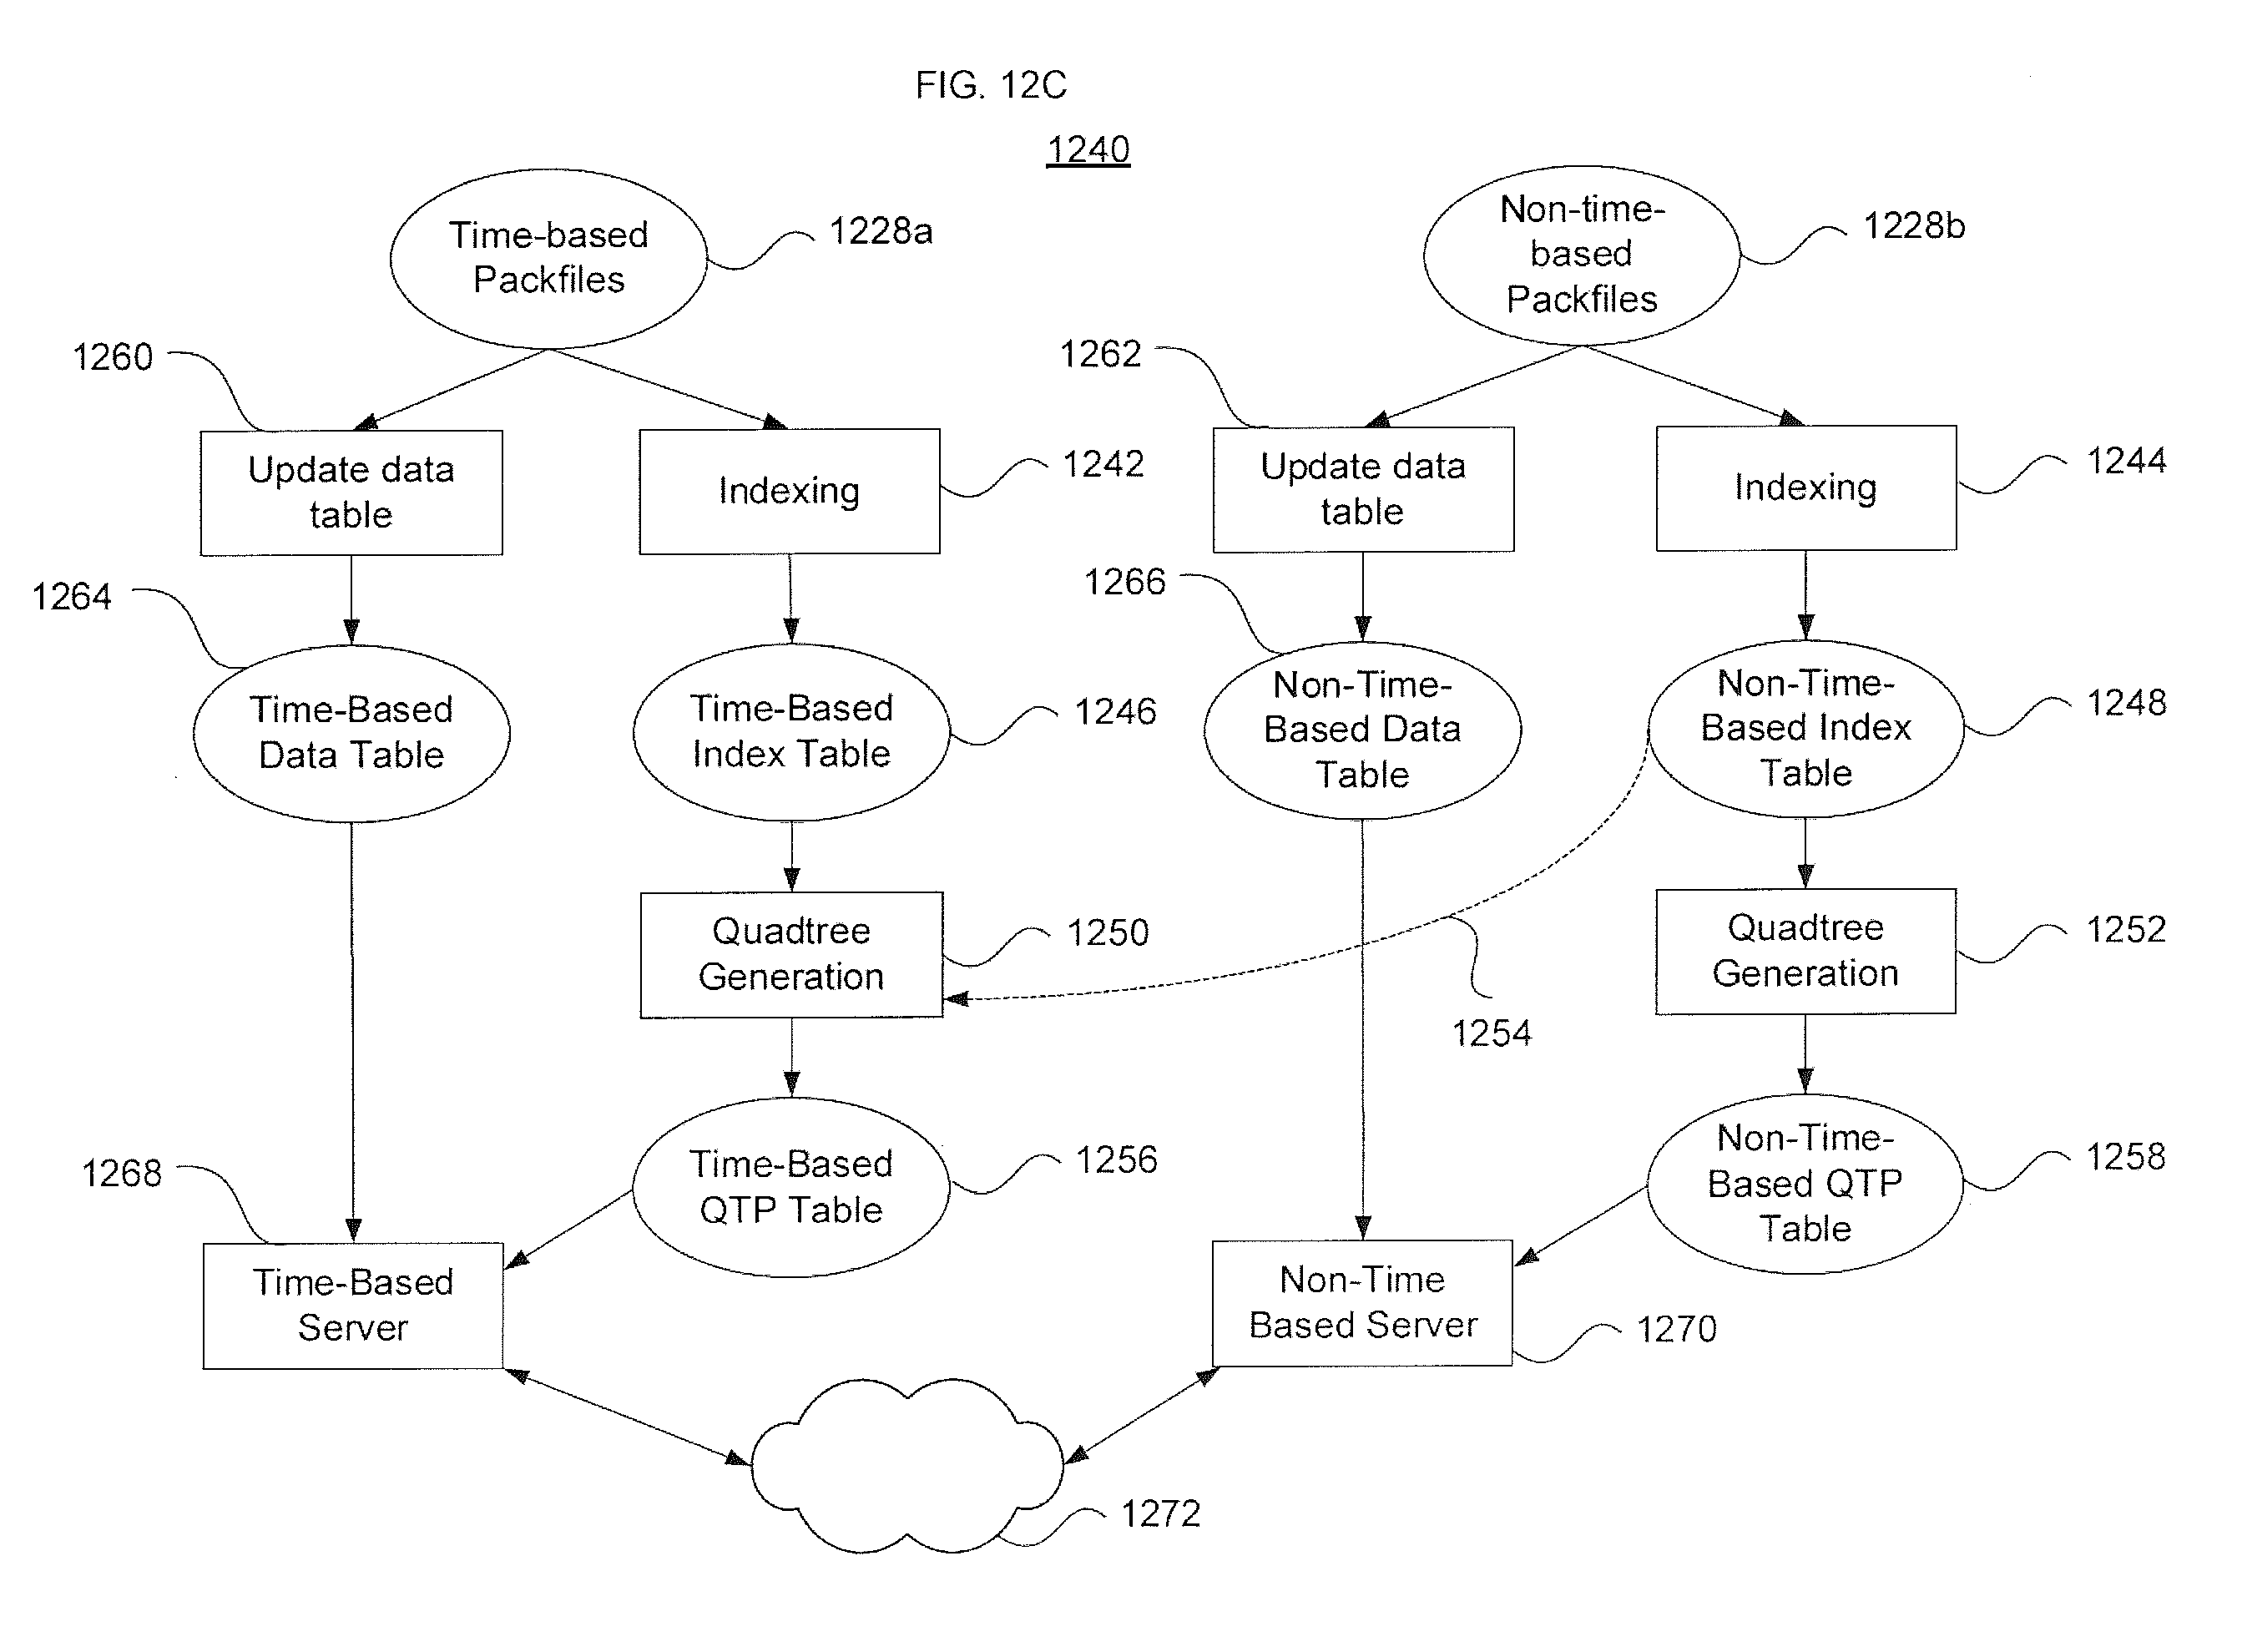 FIG. 12C
1240
Time-based
Packfiles
1228a
Non-time-
based
Packfiles
1228b
1260
Update data
table
Indexing
1242
1262
Update data
table
Indexing
1244
1264
Time-Based
Data Table
Time-Based
Index Table
1246
1266
Non-Time-
Based Data
Table
Non-Time-
Based Index
Table
1248
Quadtree
Generation
1250
1254
Quadtree
Generation
1252
1268
Time-Based
Server
Time-Based
QTP Table
1256
Non-Time
Based Server
1270
Non-Time-
Based QTP
Table
1258
1272